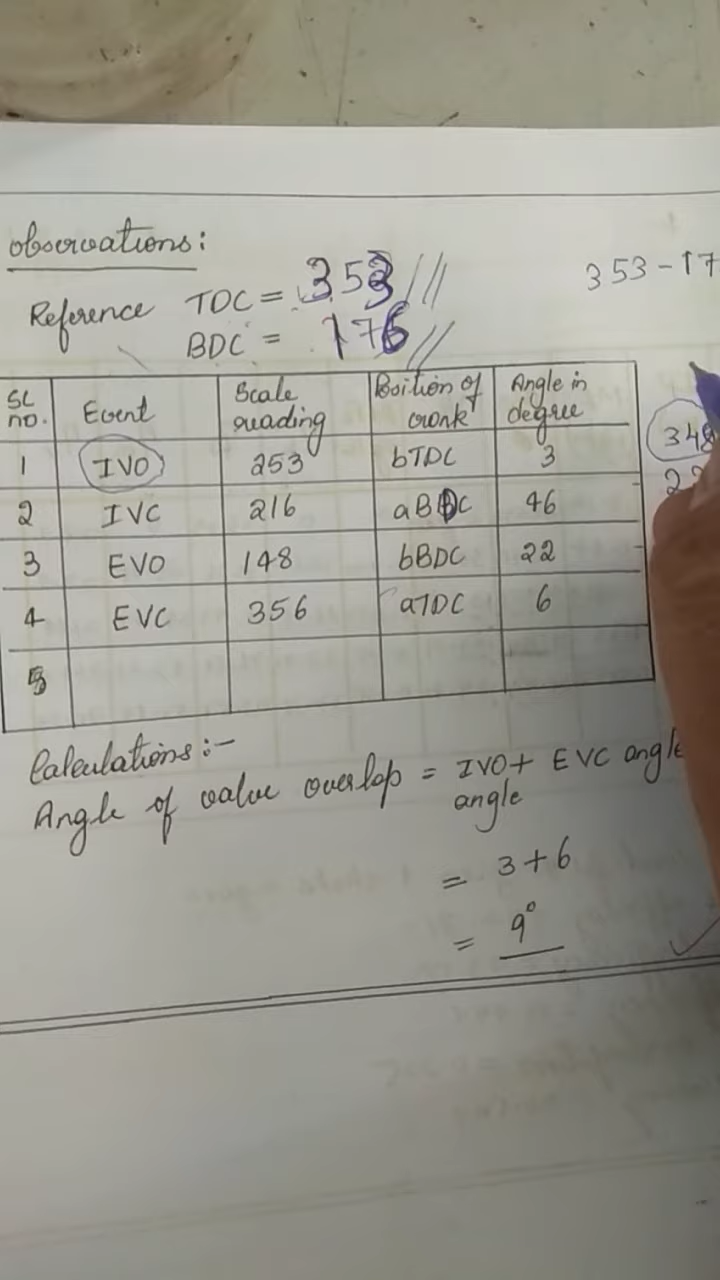 observations:
353-17
Reference TDC = 353
BDC = 176
SL no. Event Scale reading Position of cronk Angle in degree
1 IVO 253 bTDC 3
348
2 IVC 216 aBDC 46
3 EVO 148 bBDC 22
4 EVC 356 aTDC 6
5
Calculations:-
Angle of valve overlap = IVO+ EVC angle
angle
= 3+6
= 9°